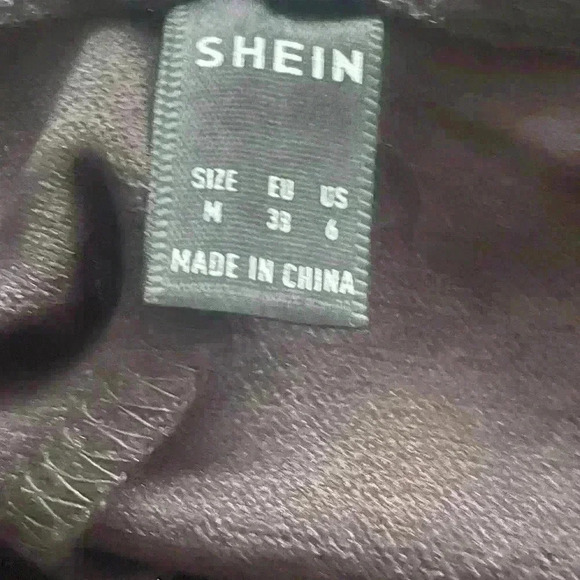 SHEIN
SIZE EU US
M 38 6
MADE IN CHINA